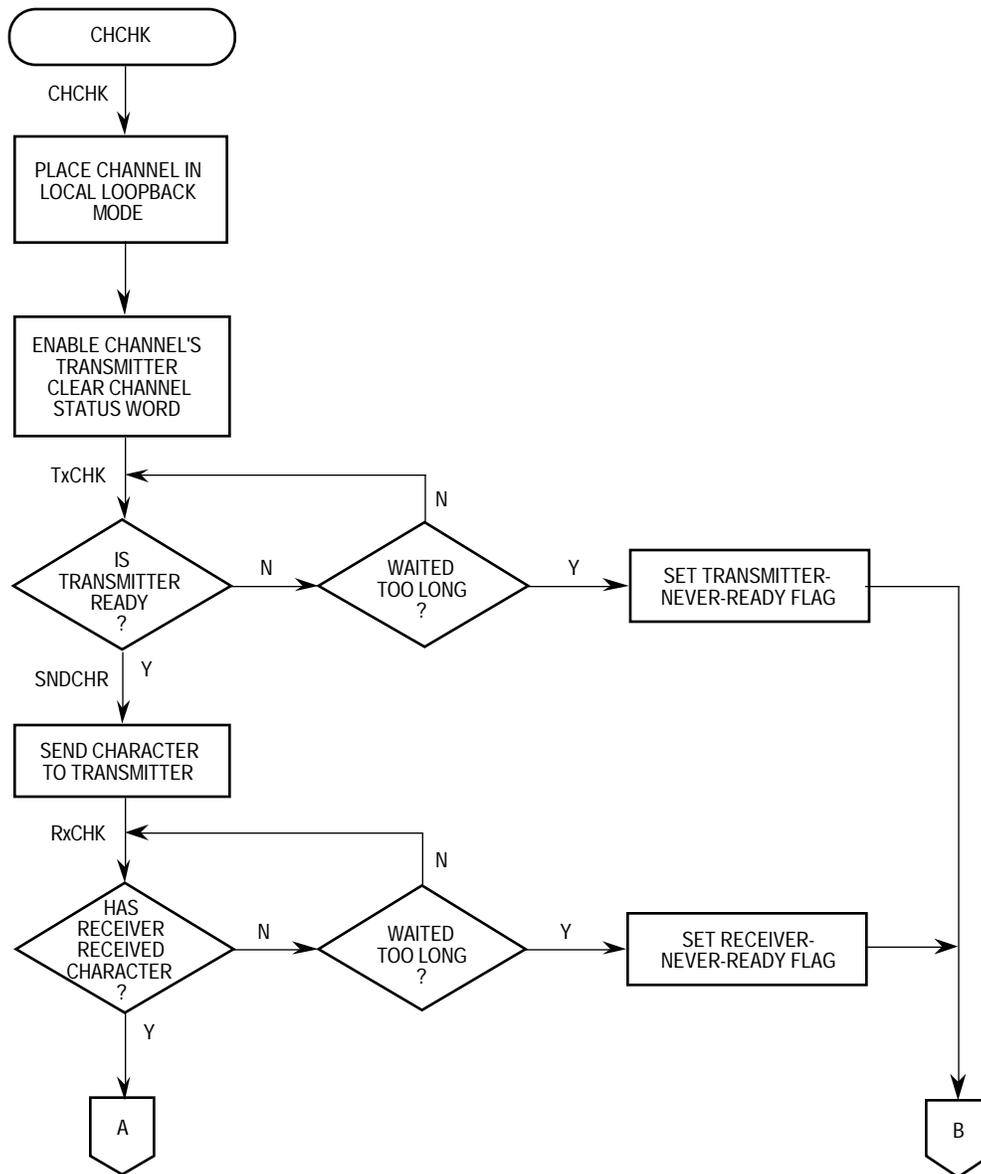 CHCHK
CHCHK
PLACE CHANNEL IN
LOCAL LOOPBACK
MODE
ENABLE CHANNEL'S
TRANSMITTER
CLEAR CHANNEL
STATUS WORD
TxCHK
N
IS
TRANSMITTER
READY
?
N
WAITED
TOO LONG
?
Y
SET TRANSMITTER-
NEVER-READY FLAG
Y
SNDCHR
SEND CHARACTER
TO TRANSMITTER
RxCHK
N
HAS
RECEIVER
RECEIVED
CHARACTER
?
N
WAITED
TOO LONG
?
Y
SET RECEIVER-
NEVER-READY FLAG
Y
A
B